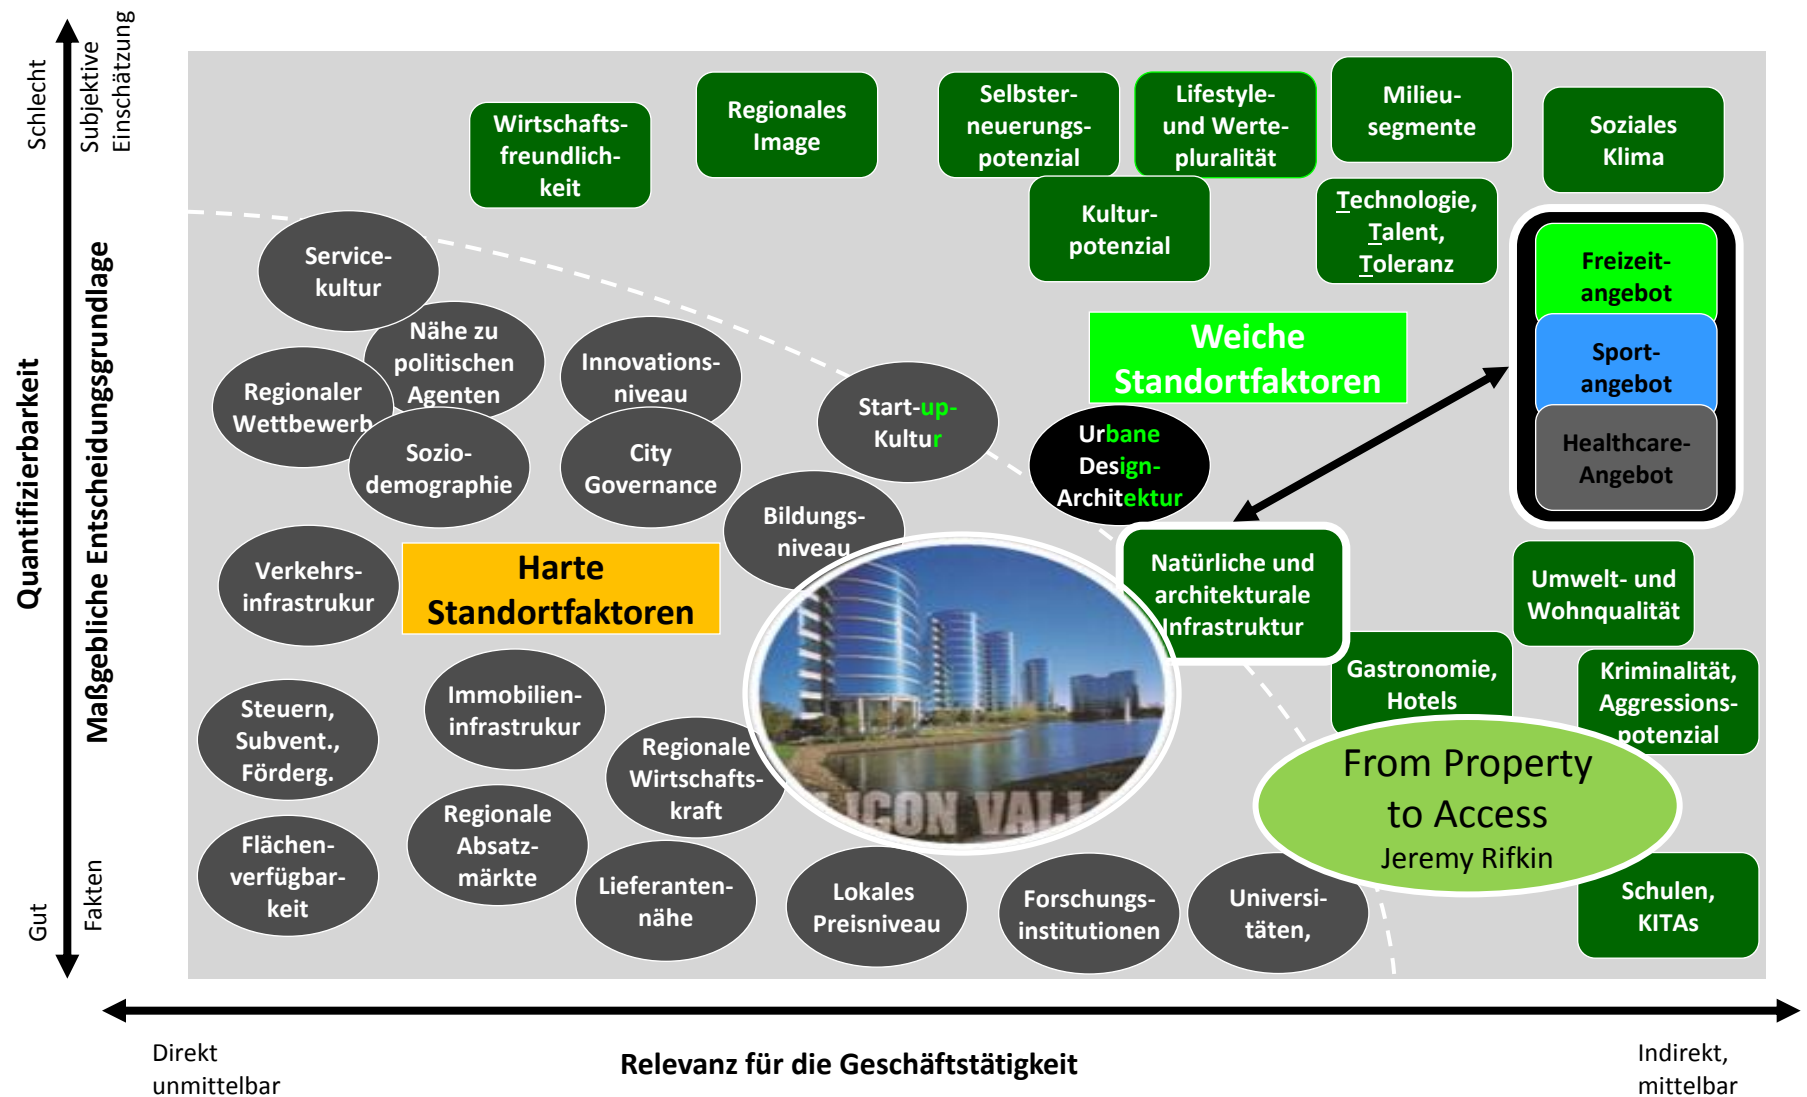 Schlecht
Subjektive
Einschätzung
Quantifizierbarkeit
Maßgebliche Entscheidungsgrundlage
Gut
Fakten
Wirtschafts-
freundlich-
keit
Regionales
Image
Selbster-
neuerungs-
potenzial
Lifestyle-
und Werte-
pluralität
Milieu-
segmente
Soziales
Klima
Kultur-
potenzial
Technologie,
Talent,
Toleranz
Freizeit-
angebot
Sport-
angebot
Healthcare-
Angebot
Weiche
Standortfaktoren
Service-
kultur
Nähe zu
politischen
Agenten
Innovations-
niveau
Regionaler
Wettbewerb
Sozio-
demographie
City
Governance
Start-up-
Kultur
Urbane
Design-
Architektur
Bildungs-
niveau
Verkehrs-
infrastrukur
Harte
Standortfaktoren
Natürliche und
architekturale
Infrastruktur
Umwelt- und
Wohnqualität
Gastronomie,
Hotels
Kriminalität,
Aggressions-
potenzial
Steuern,
Subvent.,
Förderg.
Immobilien-
infrastrukur
Regionale
Wirtschafts-
kraft
ILICON VALLE
From Property
to Access
Jeremy Rifkin
Flächen-
verfügbar-
keit
Regionale
Absatz-
märkte
Lieferanten-
nähe
Lokales
Preisniveau
Forschungs-
institutionen
Universi-
täten,
Schulen,
KITAs
Direkt
unmittelbar
Relevanz für die Geschäftstätigkeit
Indirekt,
mittelbar